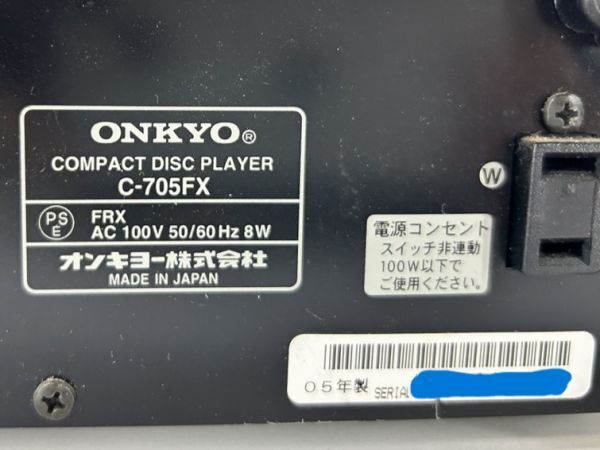 ONKYO®
COMPACT DISC PLAYER
C-705FX
PS
E
FRX
AC 100V 50/60Hz 8W
オンキヨー株式会社
MADE IN JAPAN
W
N
電源コンセント
スイッチ非連動
100W以下で
ご使用ください。
05年製 SERIAL